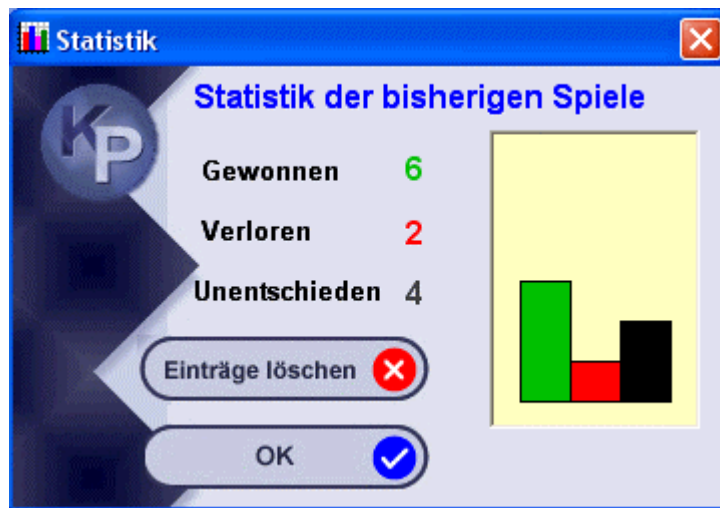 Statistik
KP
Statistik der bisherigen Spiele
Gewonnen 6
Verloren 2
Unentschieden 4
Einträge löschen
OK